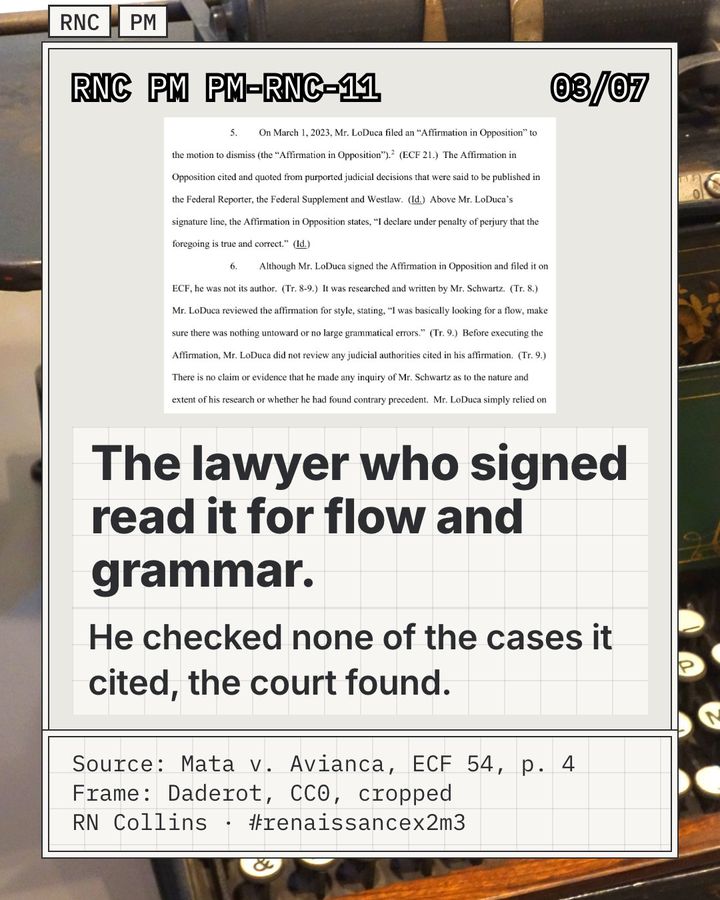 RNC PM
RNC PM PM-RNC-11 03/07
5. On March 1, 2023, Mr. LoDuca filed an “Affirmation in Opposition” to
the motion to dismiss (the “Affirmation in Opposition”).2 (ECF 21.) The Affirmation in
Opposition cited and quoted from purported judicial decisions that were said to be published in
the Federal Reporter, the Federal Supplement and Westlaw. (Id.) Above Mr. LoDuca’s
signature line, the Affirmation in Opposition states, “I declare under penalty of perjury that the
foregoing is true and correct.” (Id.)
6. Although Mr. LoDuca signed the Affirmation in Opposition and filed it on
ECF, he was not its author. (Tr. 8-9.) It was researched and written by Mr. Schwartz. (Tr. 8.)
Mr. LoDuca reviewed the affirmation for style, stating, “I was basically looking for a flow, make
sure there was nothing untoward or no large grammatical errors.” (Tr. 9.) Before executing the
Affirmation, Mr. LoDuca did not review any judicial authorities cited in his affirmation. (Tr. 9.)
There is no claim or evidence that he made any inquiry of Mr. Schwartz as to the nature and
extent of his research or whether he had found contrary precedent. Mr. LoDuca simply relied on
The lawyer who signed
read it for flow and
grammar.
He checked none of the cases it
cited, the court found.
Source: Mata v. Avianca, ECF 54, p. 4
Frame: Daderot, CC0, cropped
RN Collins · #renaissancex2m3
P
M
&